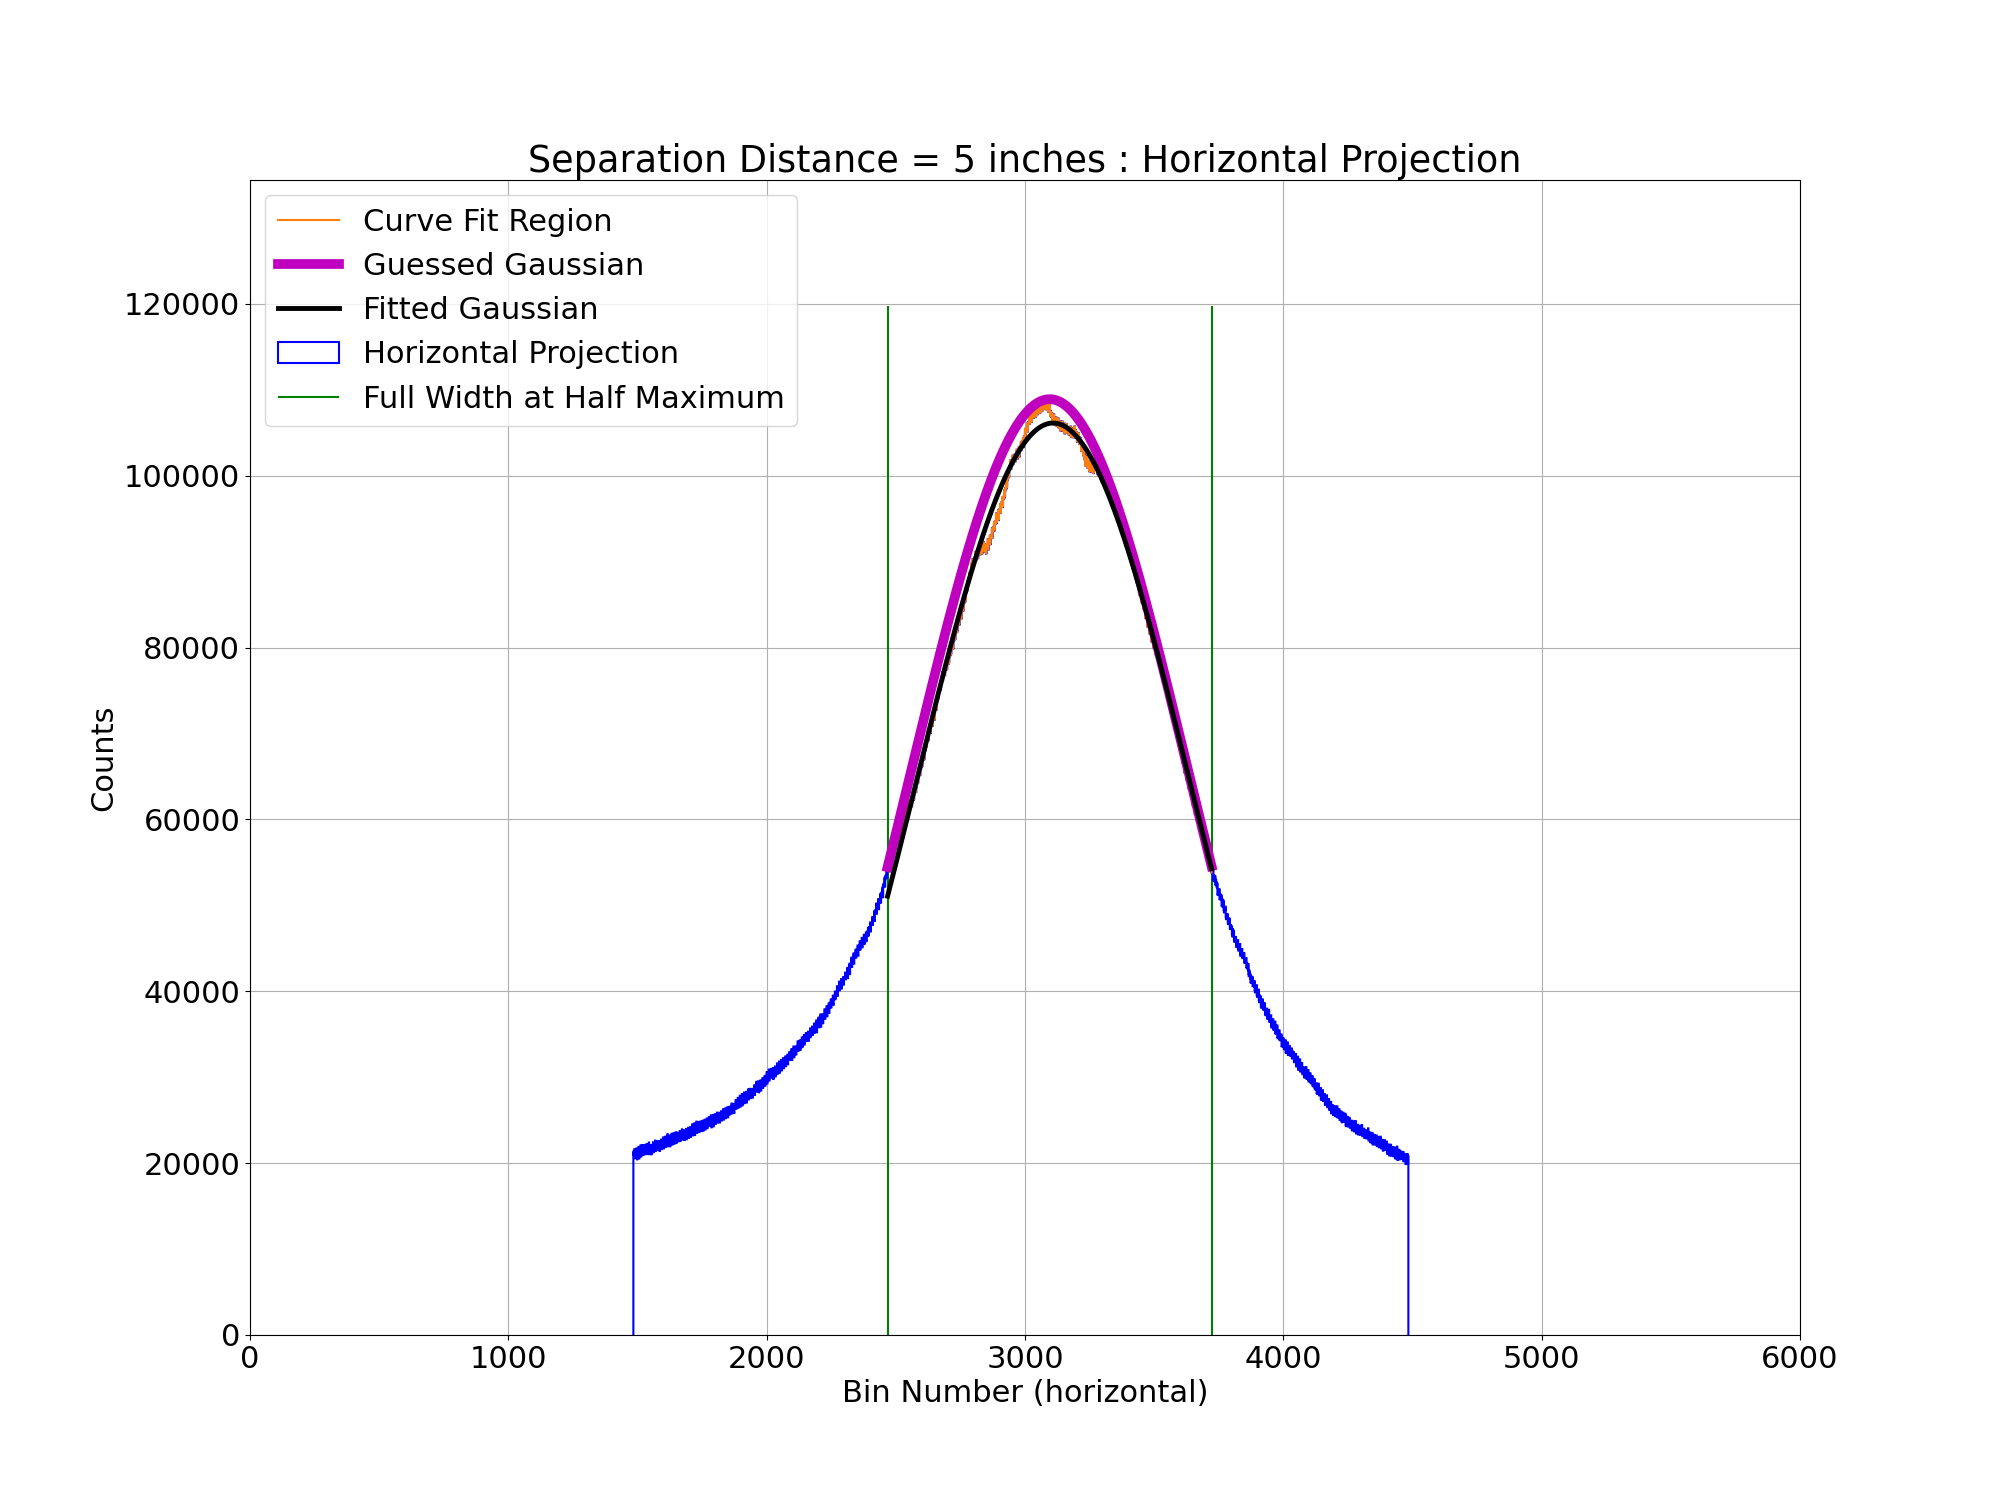 Separation Distance = 5 inches : Horizontal Projection
Curve Fit Region
Guessed Gaussian
Fitted Gaussian
Horizontal Projection
Full Width at Half Maximum
120000
100000
80000
60000
40000
20000
0
Counts
0 1000 2000 3000 4000 5000 6000
Bin Number (horizontal)